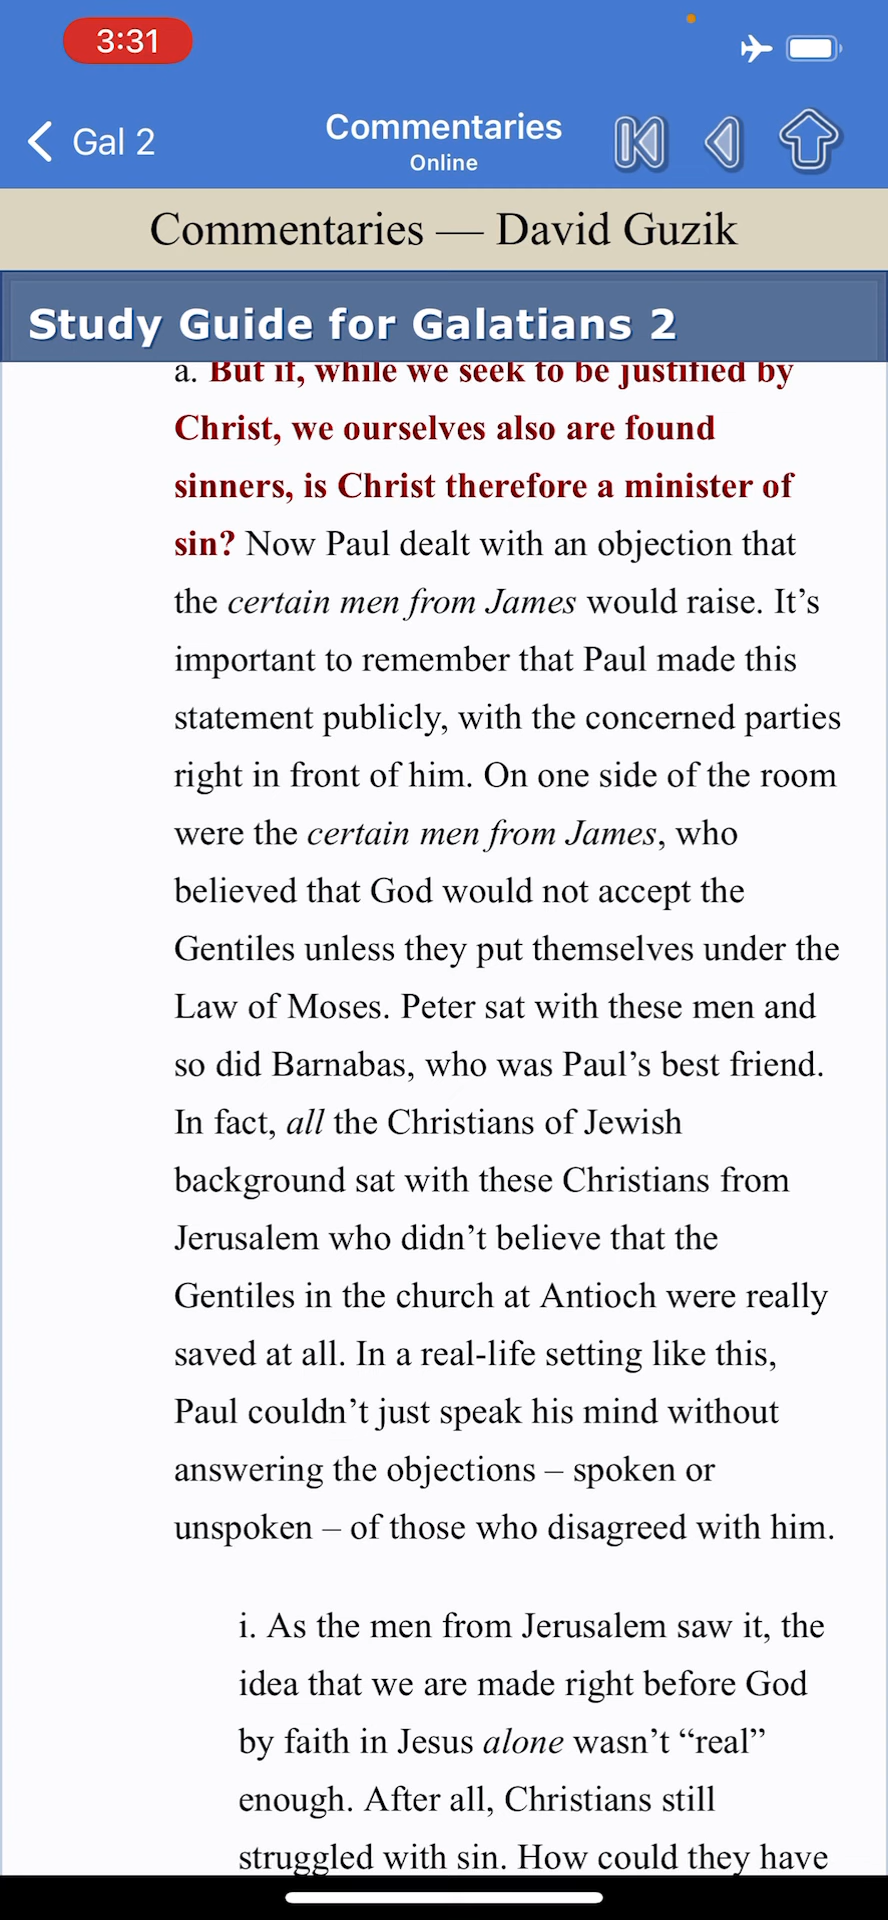 3:31
Gal 2
Commentaries
Online
Commentaries — David Guzik
Study Guide for Galatians 2
a. But if, while we seek to be justified by
Christ, we ourselves also are found
sinners, is Christ therefore a minister of
sin? Now Paul dealt with an objection that
the certain men from James would raise. It’s
important to remember that Paul made this
statement publicly, with the concerned parties
right in front of him. On one side of the room
were the certain men from James, who
believed that God would not accept the
Gentiles unless they put themselves under the
Law of Moses. Peter sat with these men and
so did Barnabas, who was Paul’s best friend.
In fact, all the Christians of Jewish
background sat with these Christians from
Jerusalem who didn’t believe that the
Gentiles in the church at Antioch were really
saved at all. In a real-life setting like this,
Paul couldn’t just speak his mind without
answering the objections – spoken or
unspoken – of those who disagreed with him.
i. As the men from Jerusalem saw it, the
idea that we are made right before God
by faith in Jesus alone wasn’t “real”
enough. After all, Christians still
struggled with sin. How could they have